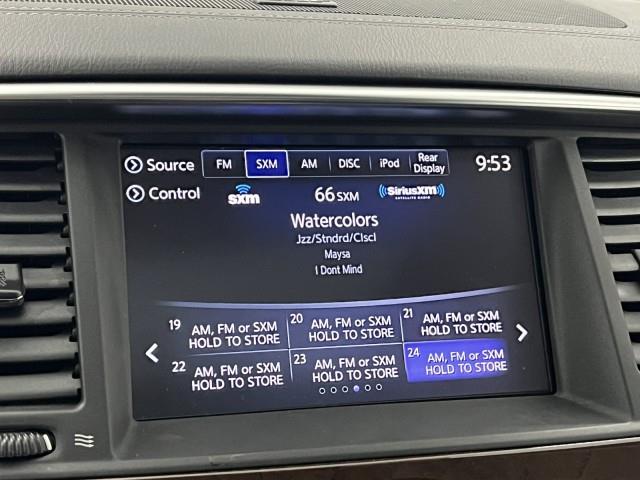 Source FM SXM AM DISC iPod Rear Display 9:53
Control sxm 66 SXM (SiriusXM)
SATELLITE RADIO
Watercolors
Jzz/Stndrd/Clscl
Maysa
I Dont Mind
19 AM, FM or SXM HOLD TO STORE
20 AM, FM or SXM HOLD TO STORE
21 AM, FM or SXM HOLD TO STORE
22 AM, FM or SXM HOLD TO STORE
23 AM, FM or SXM HOLD TO STORE
24 AM, FM or SXM HOLD TO STORE